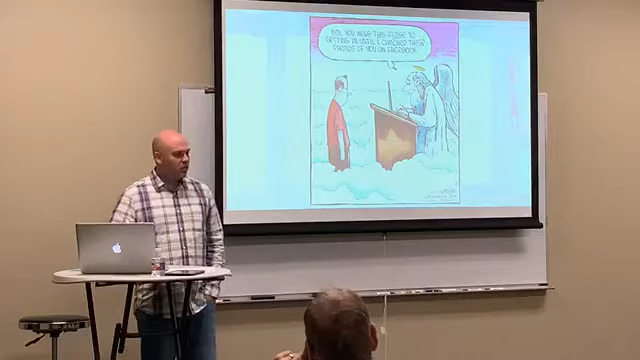 BOY, YOU WERE THIS CLOSE TO
GETTING IN UNTIL I CHECKED THESE
PHOTOS OF YOU ON FACEBOOK.